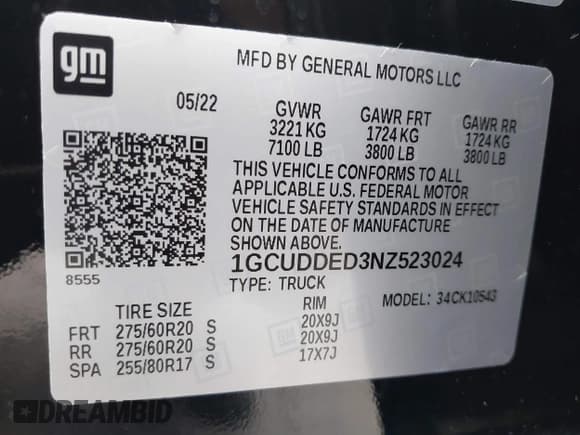 gm
MFD BY GENERAL MOTORS LLC
05/22 GVWR GAWR FRT GAWR RR
3221 KG 1724 KG 1724 KG
7100 LB 3800 LB 3800 LB
THIS VEHICLE CONFORMS TO ALL
APPLICABLE U.S. FEDERAL MOTOR
VEHICLE SAFETY STANDARDS IN EFFECT
ON THE DATE OF MANUFACTURE
SHOWN ABOVE.
8555
1GCUDDED3NZ523024
TYPE: TRUCK MODEL: 34CK10543
TIRE SIZE RIM
FRT 275/60R20 S 20X9J
RR 275/60R20 S 20X9J
SPA 255/80R17 S 17X7J
DREAMBID